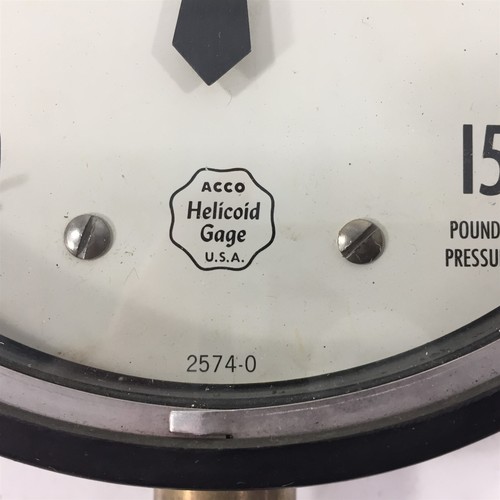 ACCO
Helicoid
Gage
U.S.A.
15
POUND
PRESSU
2574-0